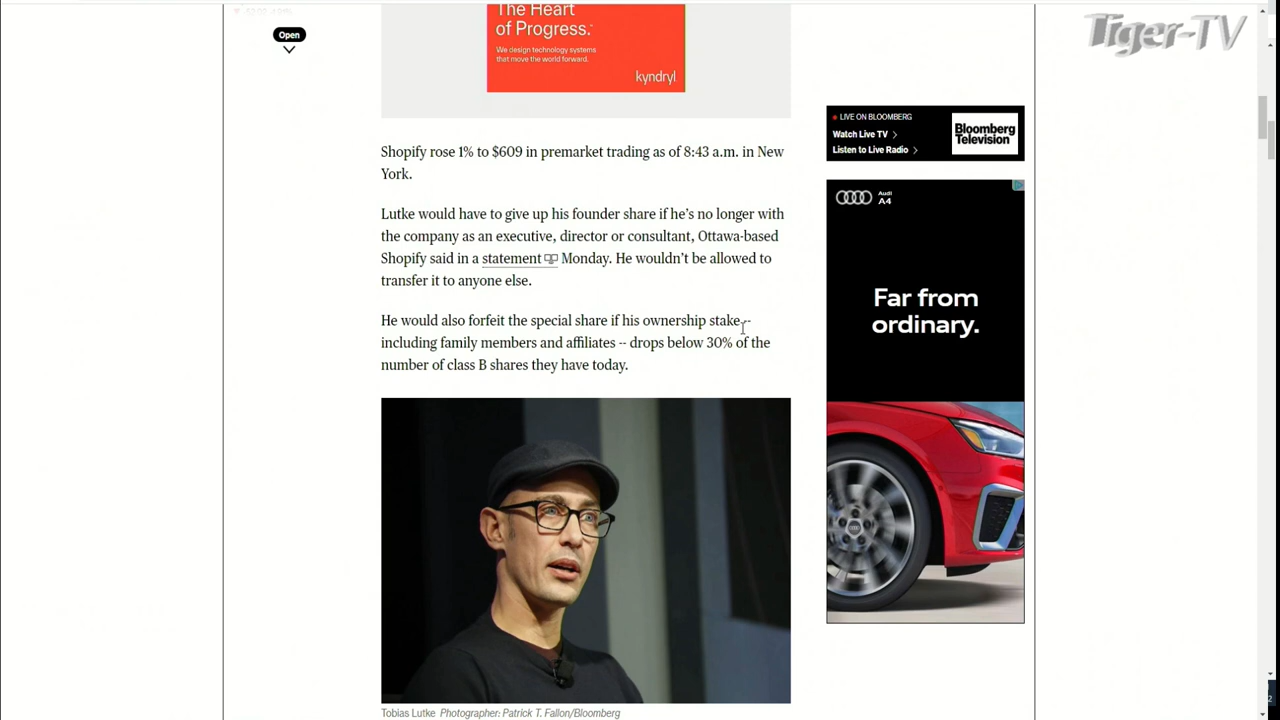 Tiger-TV
Open
The Heart
of Progress.™
We design technology systems
that move the world forward.
kyndryl
Shopify rose 1% to $609 in premarket trading as of 8:43 a.m. in New
York.
Lutke would have to give up his founder share if he's no longer with
the company as an executive, director or consultant, Ottawa-based
Shopify said in a statement Monday. He wouldn't be allowed to
transfer it to anyone else.
He would also forfeit the special share if his ownership stake --
including family members and affiliates -- drops below 30% of the
number of class B shares they have today.
Tobias Lutke Photographer: Patrick T. Fallon/Bloomberg
LIVE ON BLOOMBERG
Watch Live TV
Listen to Live Radio
Bloomberg
Television
Audi
A4
Far from
ordinary.